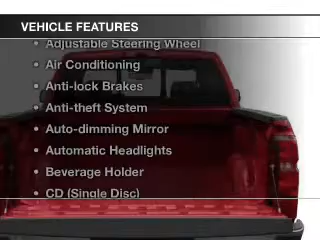 VEHICLE FEATURES
• Adjustable Steering Wheel
• Air Conditioning
• Anti-lock Brakes
• Anti-theft System
• Auto-dimming Mirror
• Automatic Headlights
• Beverage Holder
• CD (Single Disc)